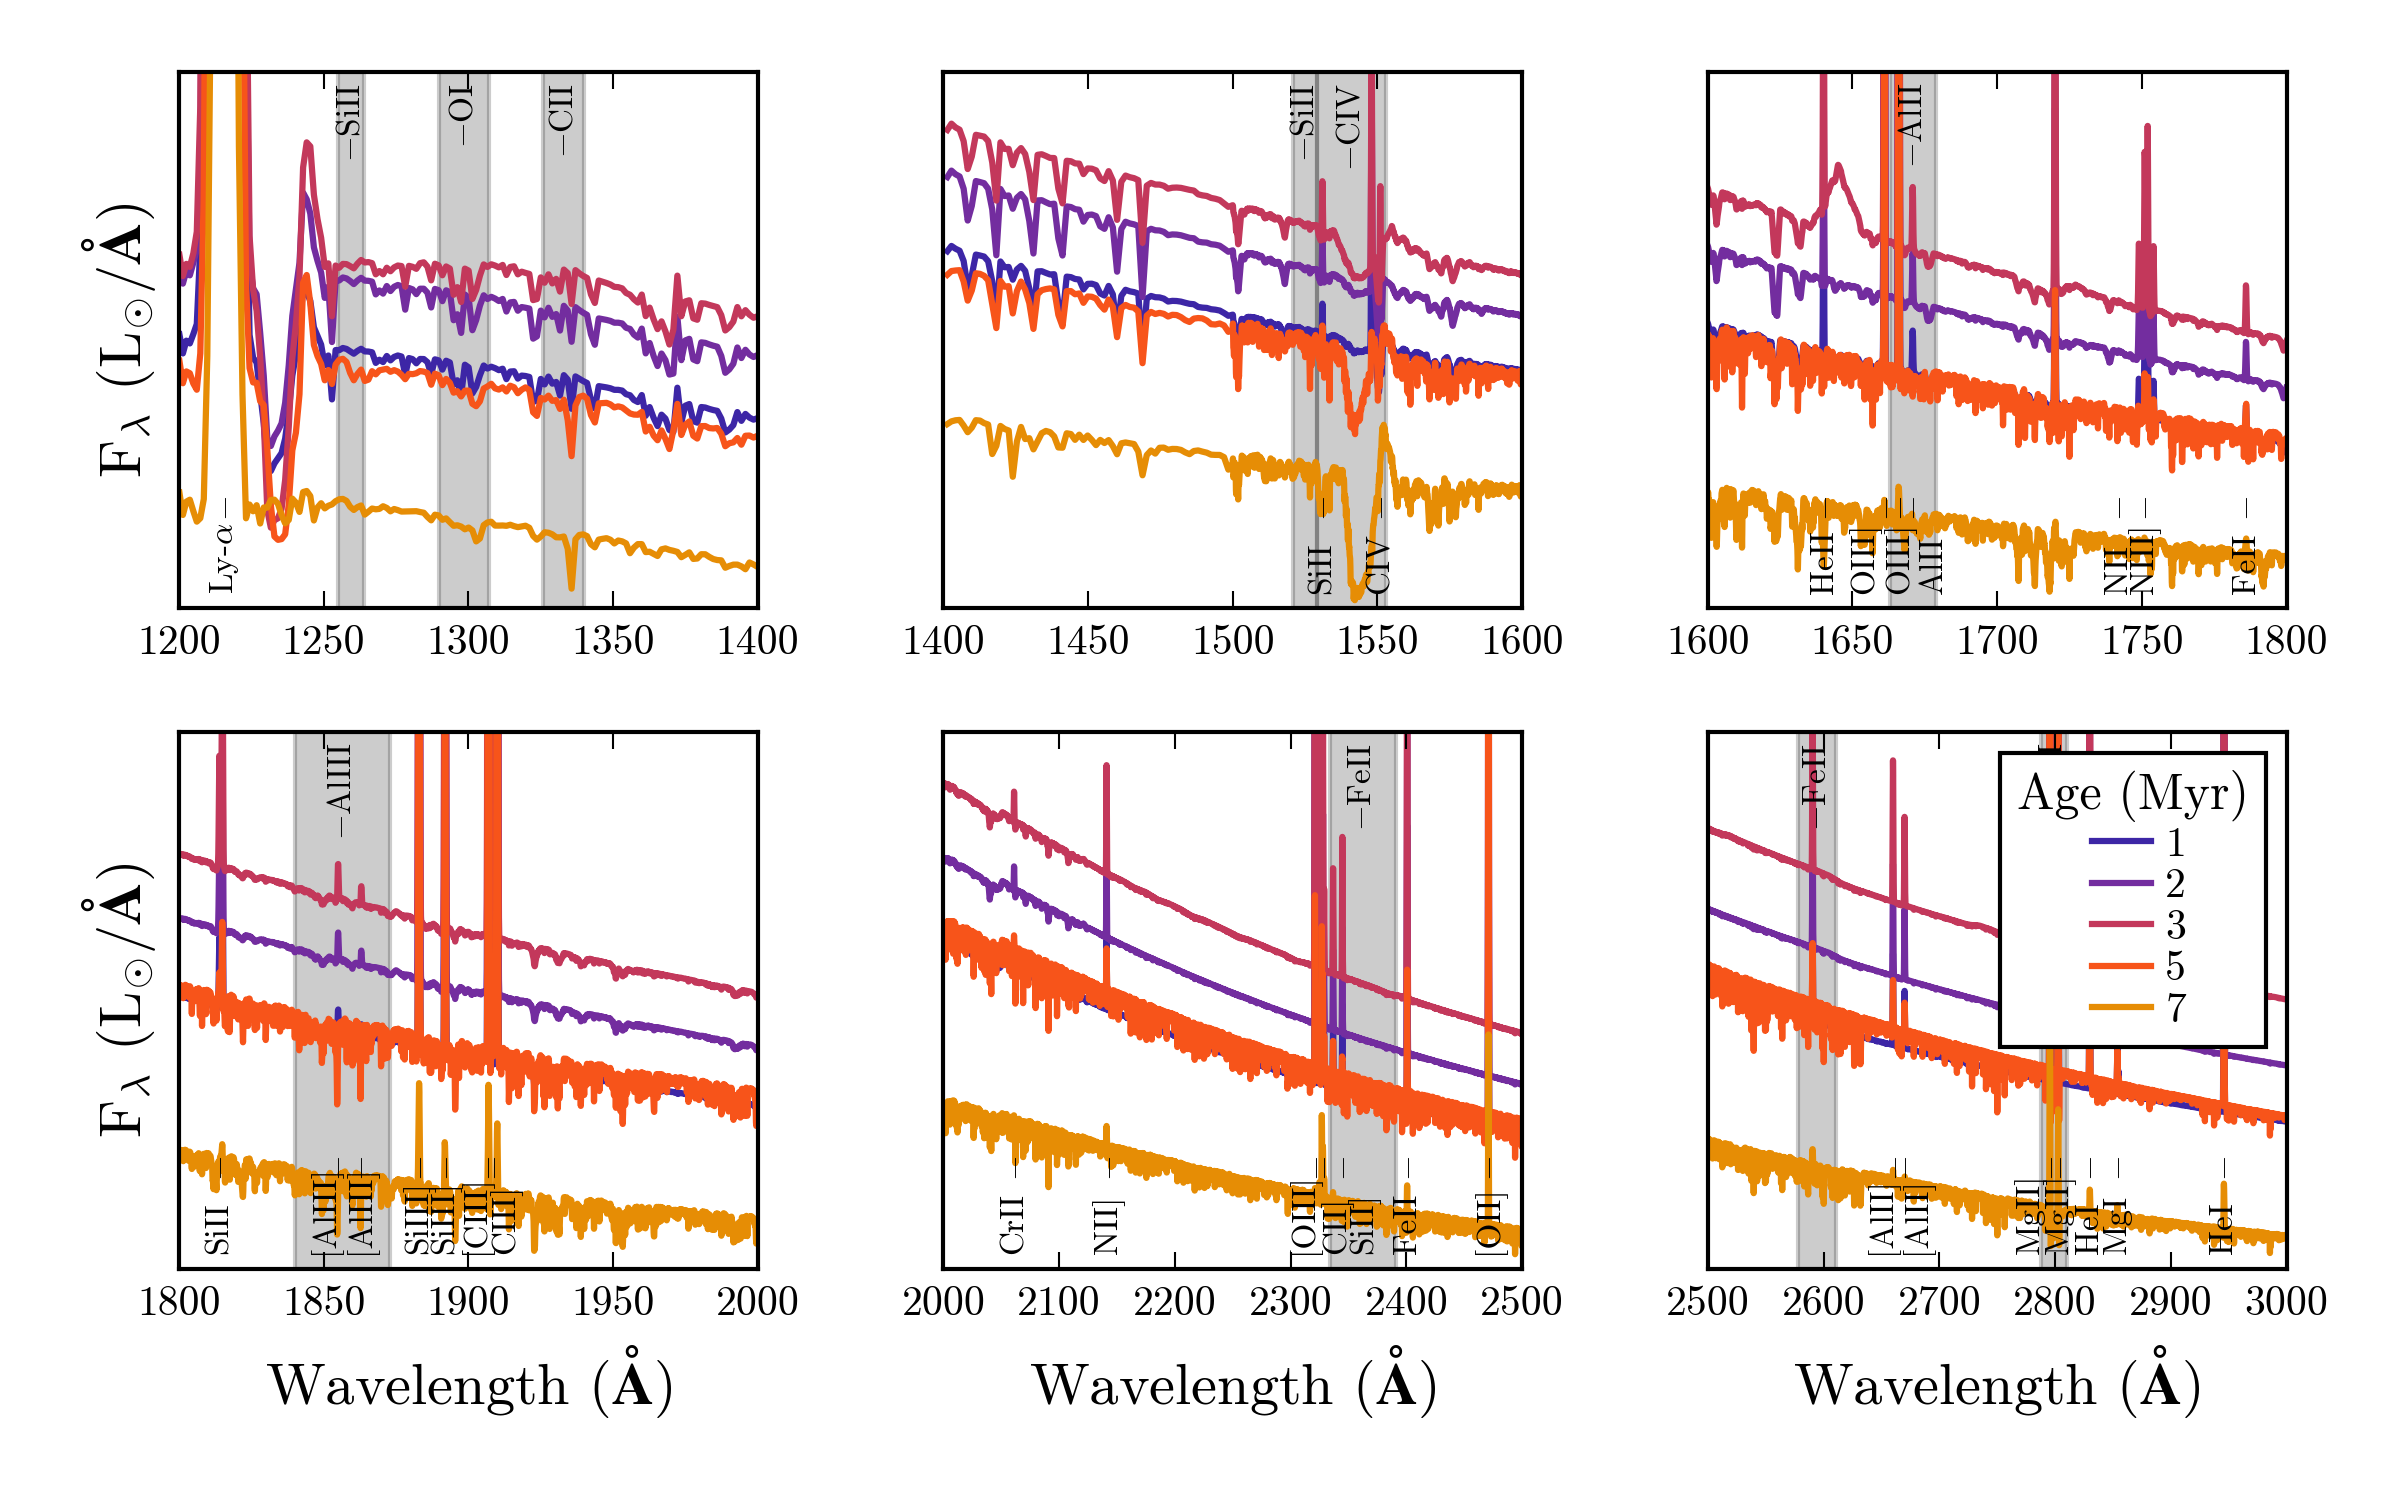 F_λ (L_⊙/Å)
–SiII
–OI
–CII
Ly-α –
1200 1250 1300 1350 1400
–SiII
–CIV
SiII –
CIV –
1400 1450 1500 1550 1600
–AlII
HeII –
OIII] –
OIII] –
AlII –
NII –
NIII] –
FeII –
1600 1650 1700 1750 1800
F_λ (L_⊙/Å)
–AlIII
SiII –
[AlIII] –
[AlIII] –
SiIII] –
SiIII] –
[CIII] –
CIII] –
1800 1850 1900 1950 2000
Wavelength (Å)
–FeII
CrII –
NII] –
[OIII] –
CII] –
SiII] –
FeII –
[OII] –
2000 2100 2200 2300 2400 2500
Wavelength (Å)
–FeII
Age (Myr)
1
2
3
5
7
[AlII] –
[AlII] –
MgII] –
[MgII] –
HeI –
MgI –
HeI –
2500 2600 2700 2800 2900 3000
Wavelength (Å)